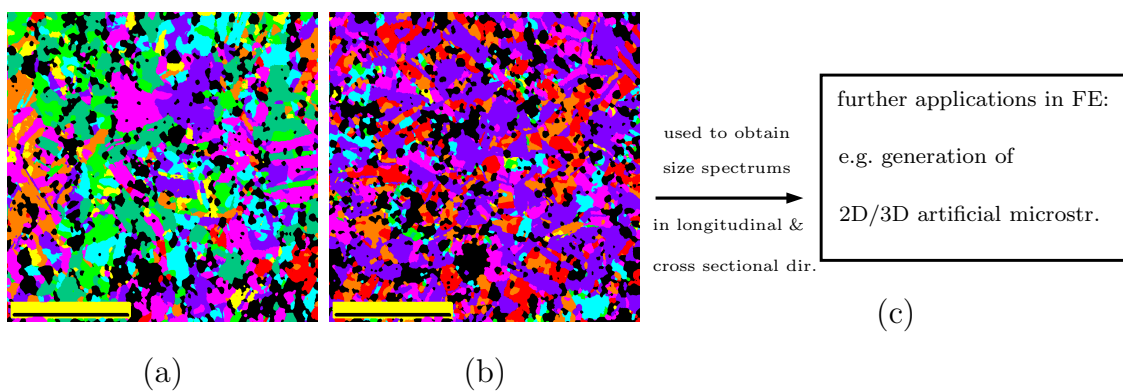 used to obtain
size spectrums
in longitudinal &
cross sectional dir.
further applications in FE:
e.g. generation of
2D/3D artificial microstr.
(a)
(b)
(c)